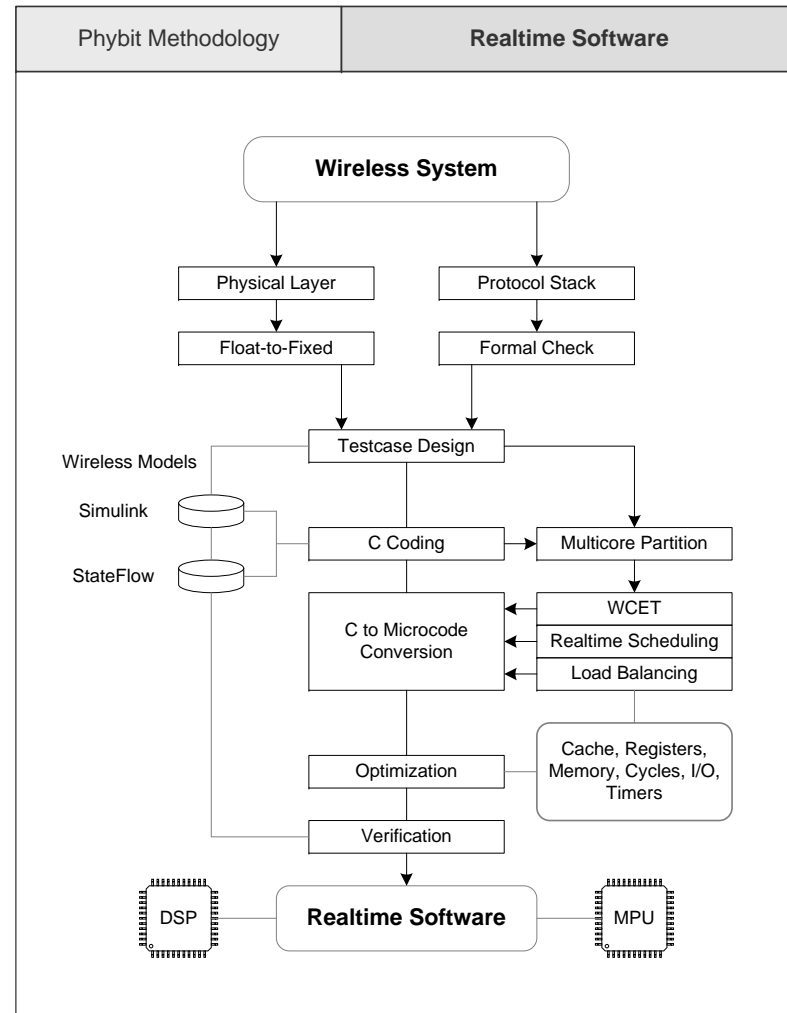 Phybit Methodology
Realtime Software
Wireless System
Physical Layer
Protocol Stack
Float-to-Fixed
Formal Check
Testcase Design
Wireless Models
Simulink
C Coding
Multicore Partition
StateFlow
C to Microcode
Conversion
WCET
Realtime Scheduling
Load Balancing
Cache, Registers,
Memory, Cycles, I/O,
Timers
Optimization
Verification
DSP
Realtime Software
MPU